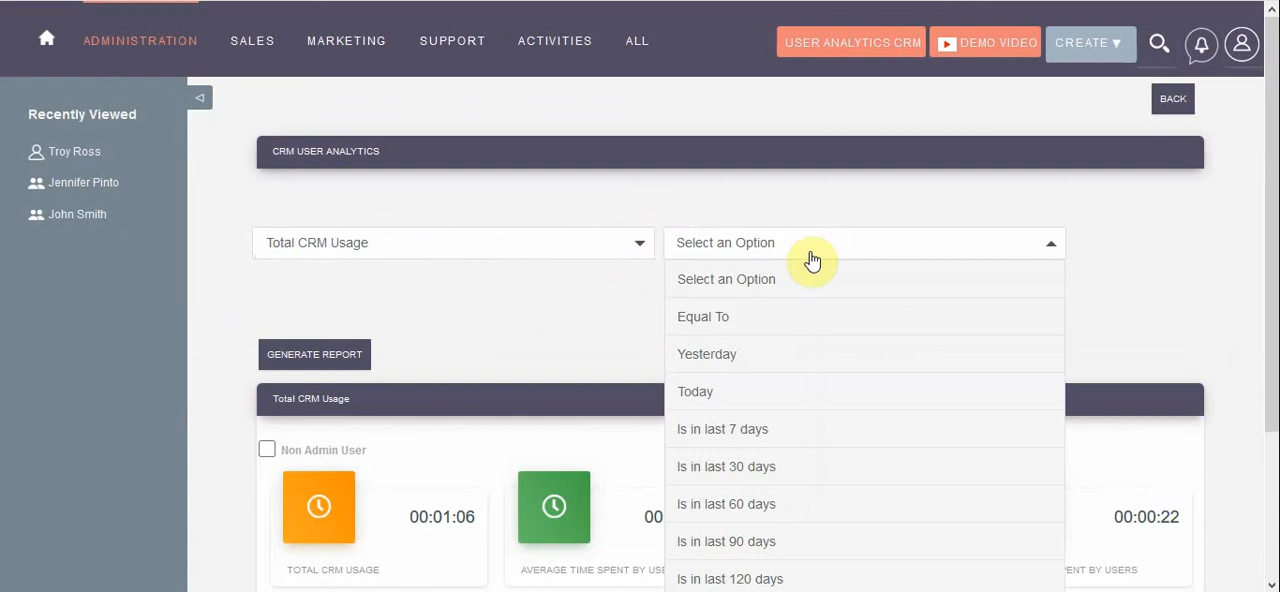 ADMINISTRATION SALES MARKETING SUPPORT ACTIVITIES ALL USER ANALYTICS CRM DEMO VIDEO CREATE ▼
Recently Viewed
Troy Ross
Jennifer Pinto
John Smith
BACK
CRM USER ANALYTICS
Total CRM Usage
Select an Option
Select an Option
Equal To
Yesterday
Today
Is in last 7 days
Is in last 30 days
Is in last 60 days
Is in last 90 days
Is in last 120 days
GENERATE REPORT
Total CRM Usage
Non Admin User
00:01:06
TOTAL CRM USAGE
00
AVERAGE TIME SPENT BY USE
00:00:22
ENT BY USERS